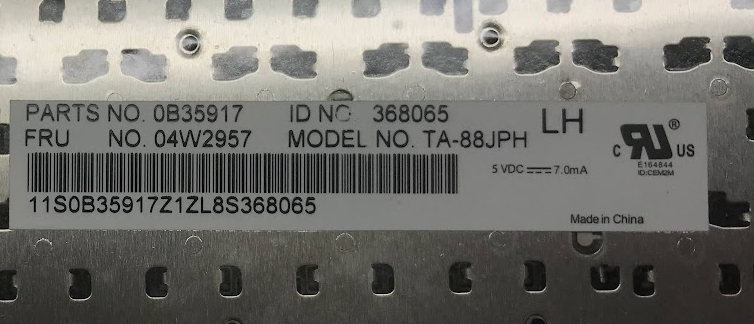 PARTS NO. 0B35917 ID NO. 368065 LH
FRU NO. 04W2957 MODEL NO. TA-88JPH
c RU ® US
E164844
ID:CEM2M
5 VDC 7.0mA
11S0B35917Z1ZL8S368065
Made in China